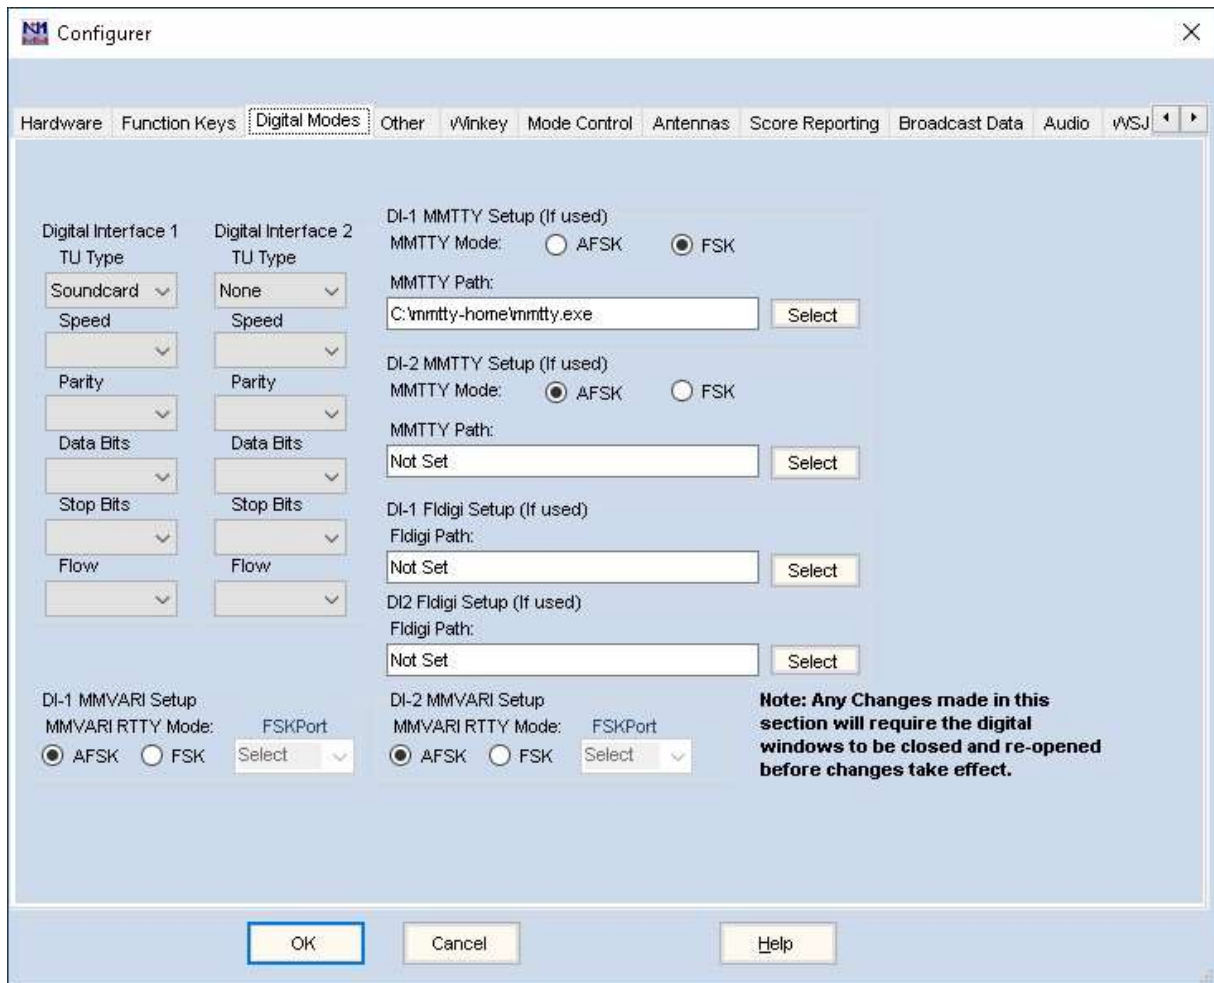 N1MM
Configurer
Hardware Function Keys Digital Modes Other Winkey Mode Control Antennas Score Reporting Broadcast Data Audio WSJ
Digital Interface 1
TU Type
Soundcard
Speed
Parity
Data Bits
Stop Bits
Flow
Digital Interface 2
TU Type
None
Speed
Parity
Data Bits
Stop Bits
Flow
DI-1 MMTTY Setup (If used)
MMTTY Mode: AFSK FSK
MMTTY Path:
C:\mmtty-home\mmtty.exe Select
DI-2 MMTTY Setup (If used)
MMTTY Mode: AFSK FSK
MMTTY Path:
Not Set Select
DI-1 Fldigi Setup (If used)
Fldigi Path:
Not Set Select
DI2 Fldigi Setup (If used)
Fldigi Path:
Not Set Select
DI-1 MMVARI Setup
MMVARI RTTY Mode: FSKPort
AFSK FSK Select
DI-2 MMVARI Setup
MMVARI RTTY Mode: FSKPort
AFSK FSK Select
Note: Any Changes made in this
section will require the digital
windows to be closed and re-opened
before changes take effect.
OK Cancel Help